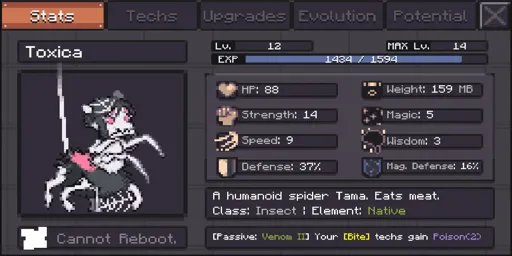 Stats Techs Upgrades Evolution Potential
Toxica
Lv. 12 MAX Lv. 14
EXP 1434 / 1594
HP: 88 Weight: 159 MB
Strength: 14 Magic: 5
Speed: 9 Wisdom: 3
Defense: 37% Mag. Defense: 16%
A humanoid spider Tama. Eats meat.
Class: Insect | Element: Native
Cannot Reboot.
[Passive: Venom II] Your [Bite] techs gain Poison(2)